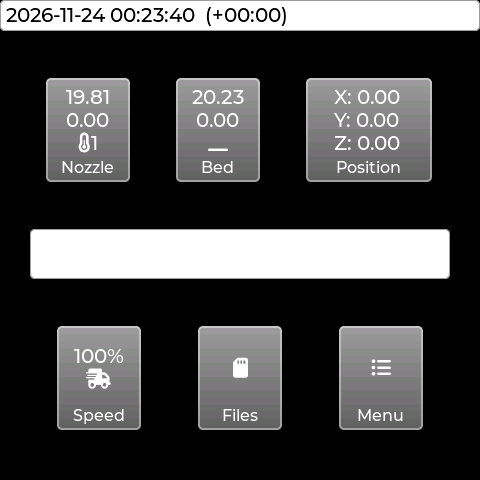 2026-11-24 00:23:40 (+00:00)
19.81
0.00
1
Nozzle
20.23
0.00
Bed
X: 0.00
Y: 0.00
Z: 0.00
Position
100%
Speed
Files
Menu